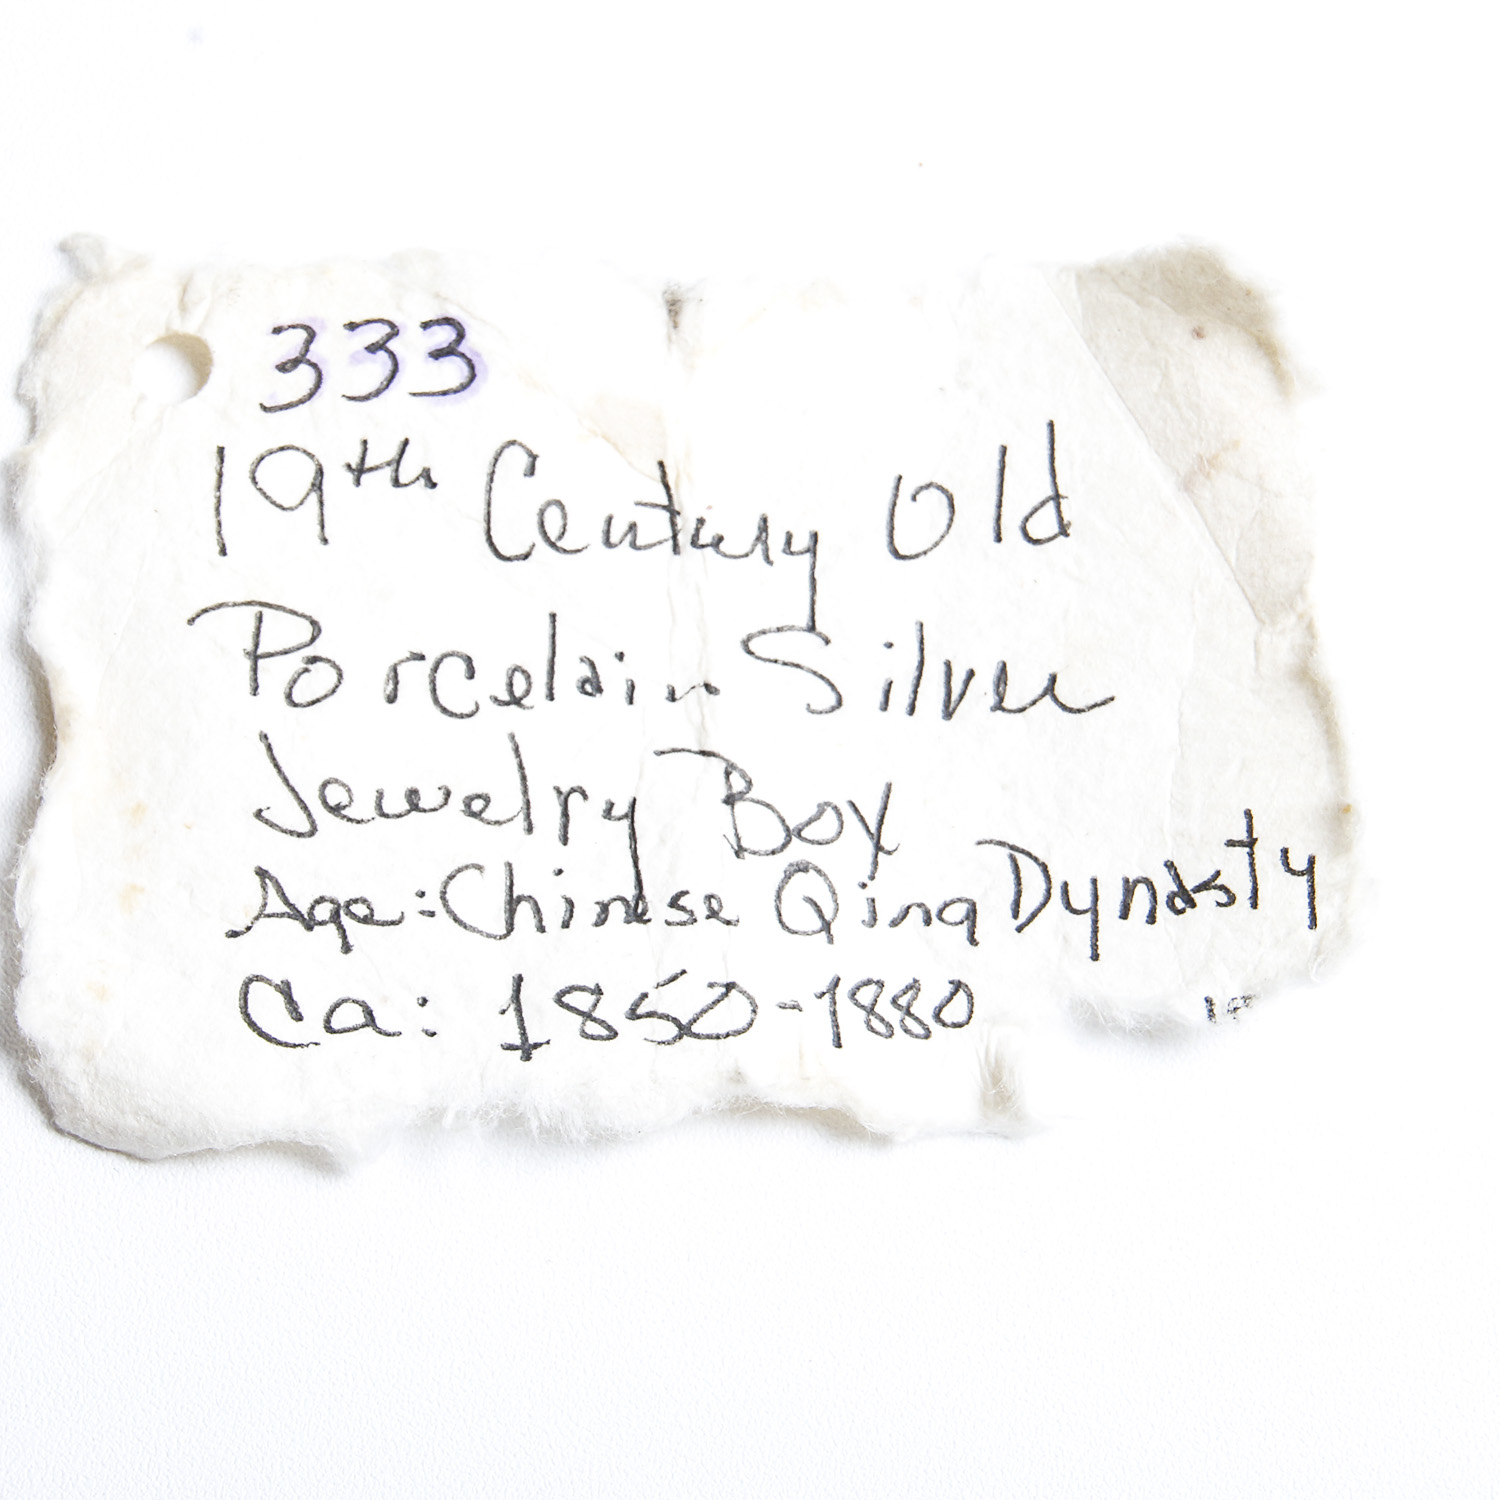 333
19th Century Old
Porcelain Silver
Jewelry Box
Age: Chinese Qing Dynasty
Ca: 1850-1880